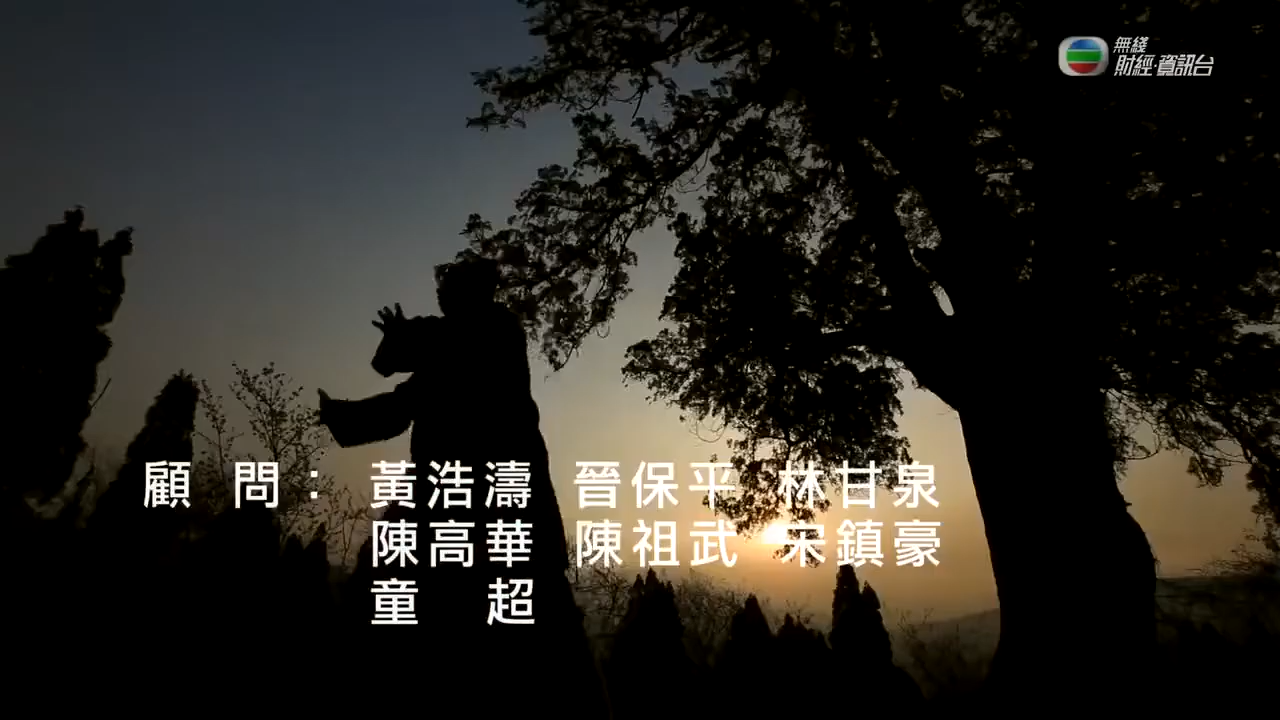 無綫
財經·資訊台
顧 問： 黃浩濤 晉保平 林甘泉
陳高華 陳祖武 宋鎮豪
童 超